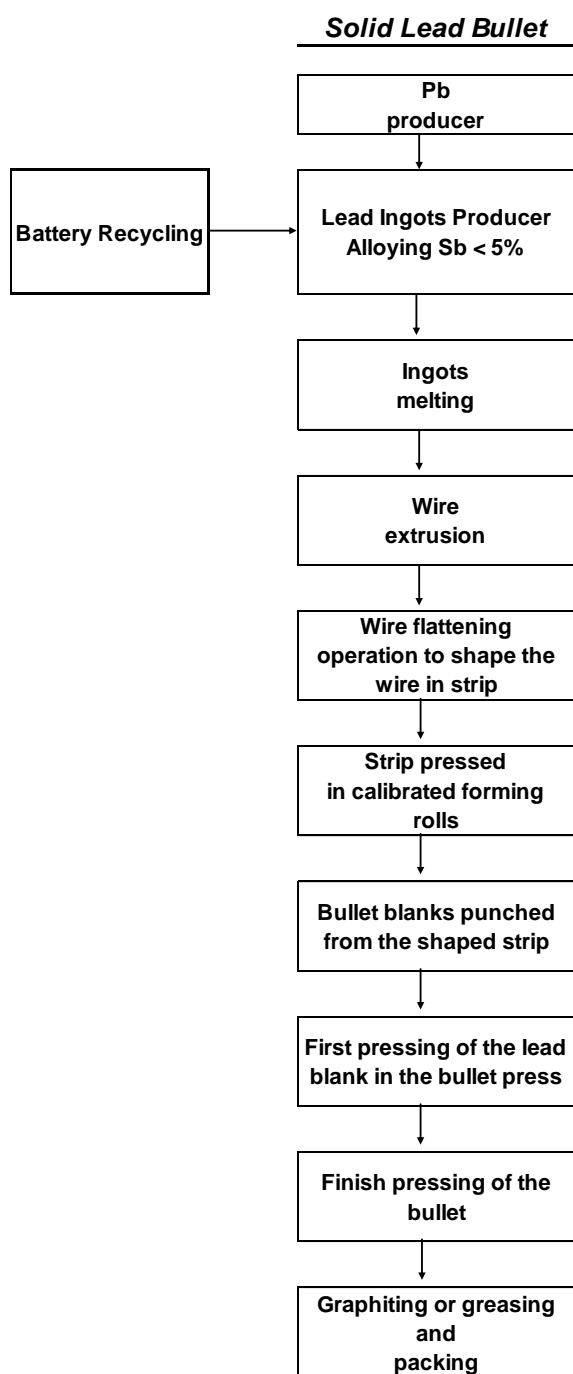 Solid Lead Bullet
Pb
producer
Battery Recycling
Lead Ingots Producer
Alloying Sb < 5%
Ingots
melting
Wire
extrusion
Wire flattening
operation to shape the
wire in strip
Strip pressed
in calibrated forming
rolls
Bullet blanks punched
from the shaped strip
First pressing of the lead
blank in the bullet press
Finish pressing of the
bullet
Graphiting or greasing
and
packing